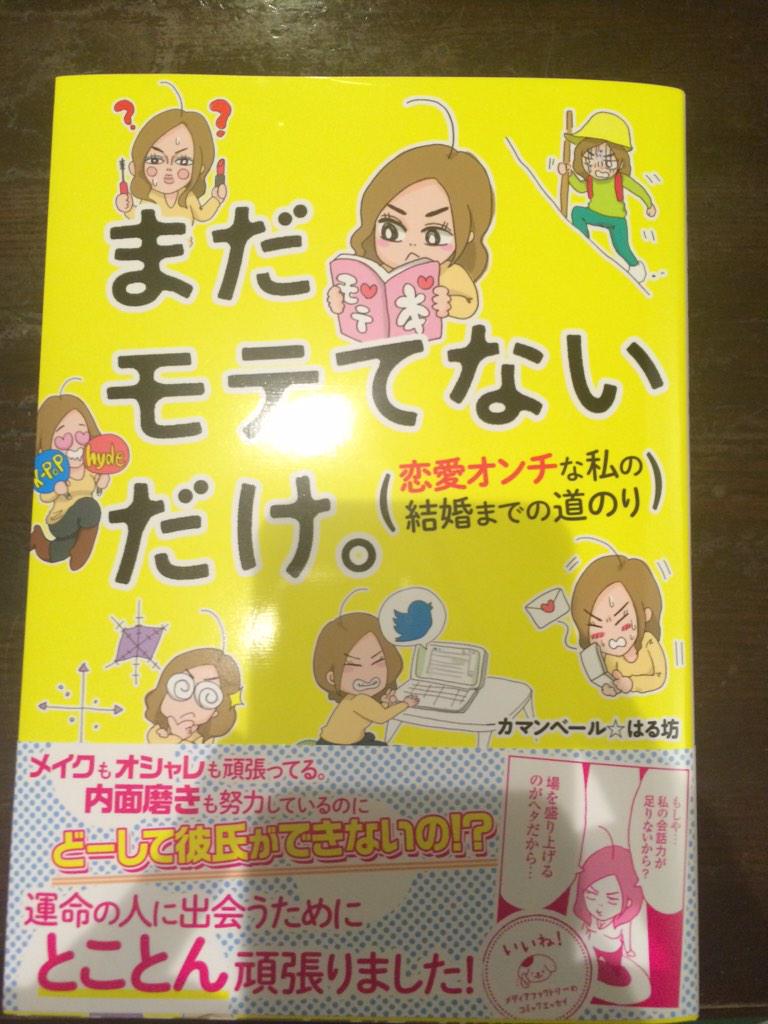 ? ?
モテ♥本
まだ
モテてない
だけ。
(恋愛オンチな私の
結婚までの道のり)
K-POP
hyde
カマンベール☆はる坊
メイクもオシャレも頑張ってる。
内面磨きも努力しているのに
どーして彼氏ができないの!?
運命の人に出会うために
とことん頑張りました!
もしや…
私の会話力が
足りないから?
場を盛り上げる
のがヘタだから…
いいね!
メディアファクトリーの
コミックエッセイ